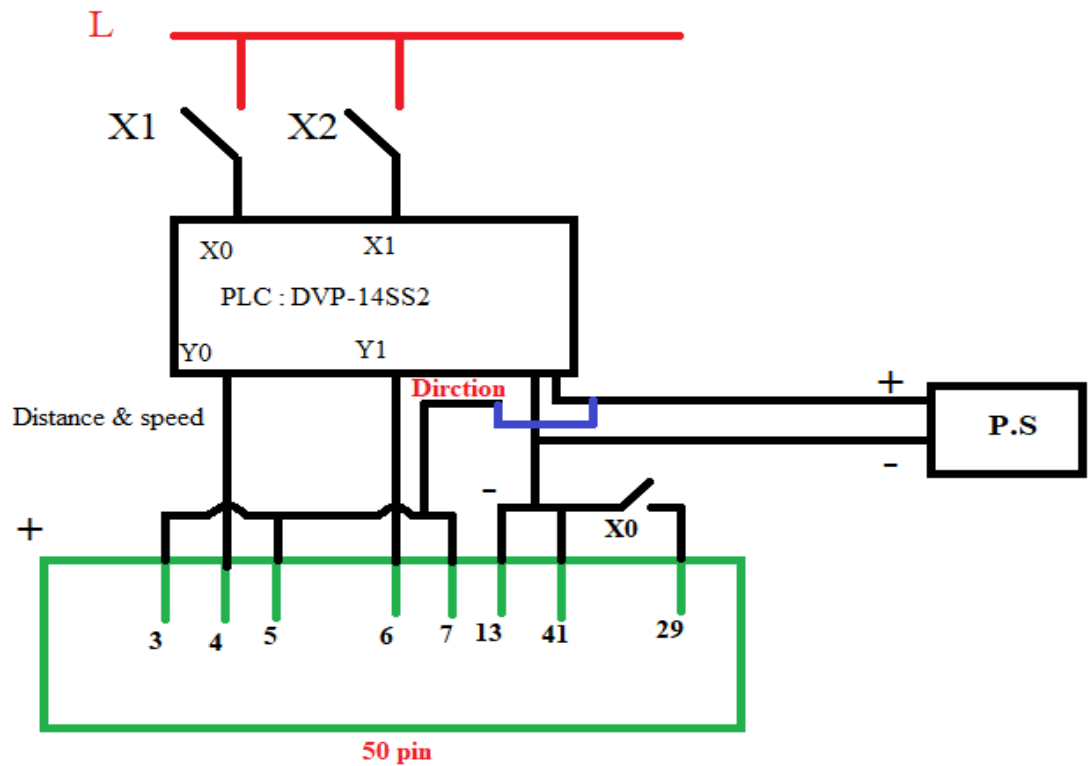 L
X1
X2
X0
X1
PLC : DVP-14SS2
Y0
Y1
Dirction
Distance & speed
+
P.S
-
-
X0
+
3
4
5
6
7
13
41
29
50 pin